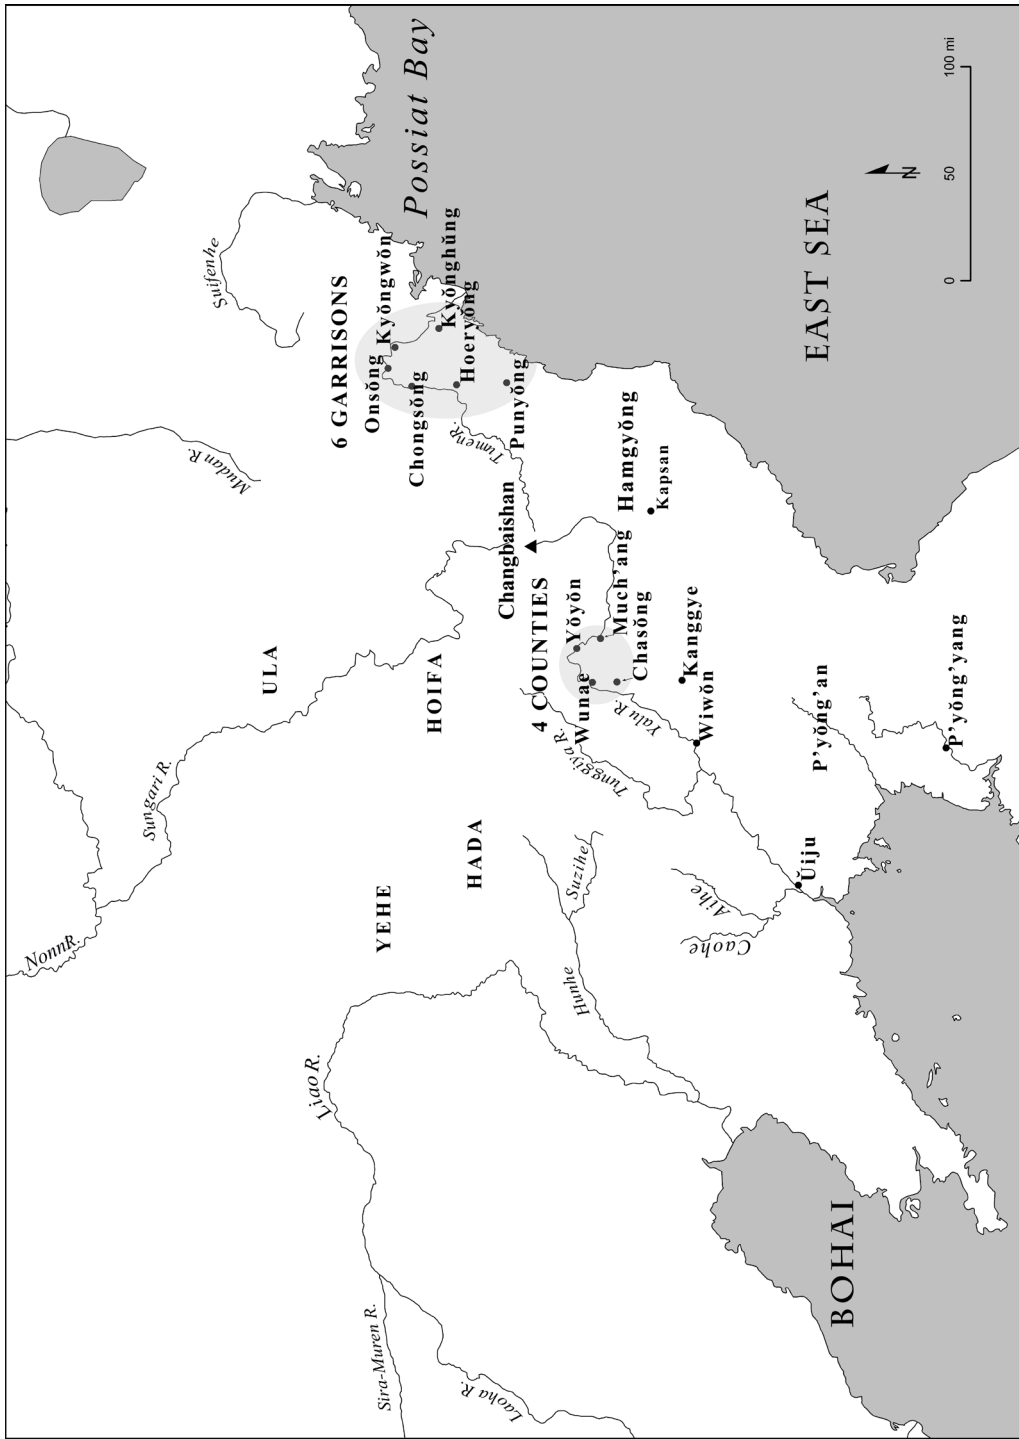 Nonn R.
Suifenhe
Mudan R.
ULA
Sungari R.
Possiat Bay
6 GARRISONS
Kyŏngwŏn
Onsŏng
Kyŏnghŭng
Chongsŏng
Hoeryŏng
Punyŏng
TumenR.
YEHE
HOIFA
HADA
Liao R.
Changbaishan
4 COUNTIES
Yŏyŏn
Much’ang
Hamgyŏng
Kapsan
Wunae
Chasŏng
Yalu R.
Tunggiya R.
Kanggye
Wiwŏn
Suzihe
Hunhe
Sira-Muren R.
Laoha R.
Aihe
Caohe
Ŭiju
P’yŏng’an
P’yŏng’yang
EAST SEA
BOHAI
N
0
50
100 mi